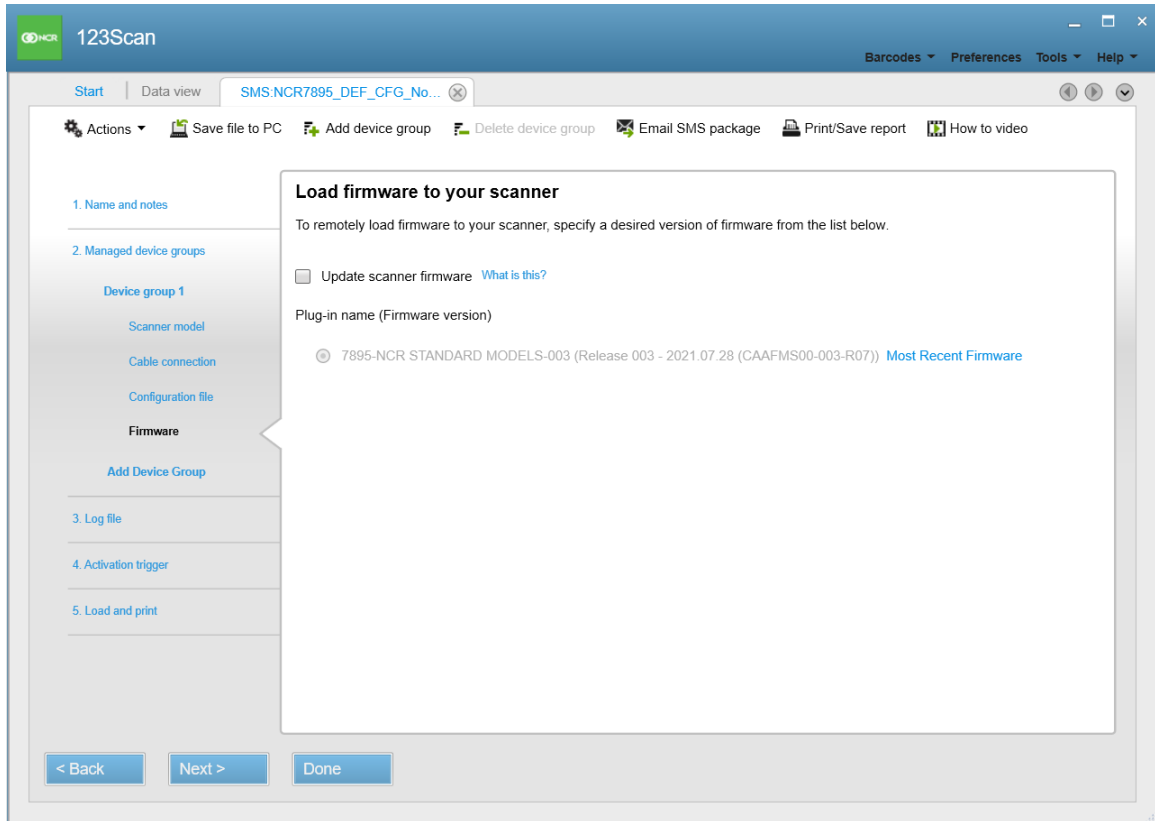 NCR 123Scan
Barcodes Preferences Tools Help
Start Data view SMS:NCR7895_DEF_CFG_No...
Actions Save file to PC Add device group Delete device group Email SMS package Print/Save report How to video
1. Name and notes
2. Managed device groups
Device group 1
Scanner model
Cable connection
Configuration file
Firmware
Add Device Group
3. Log file
4. Activation trigger
5. Load and print
Load firmware to your scanner
To remotely load firmware to your scanner, specify a desired version of firmware from the list below.
Update scanner firmware What is this?
Plug-in name (Firmware version)
7895-NCR STANDARD MODELS-003 (Release 003 - 2021.07.28 (CAAFMS00-003-R07)) Most Recent Firmware
< Back Next > Done